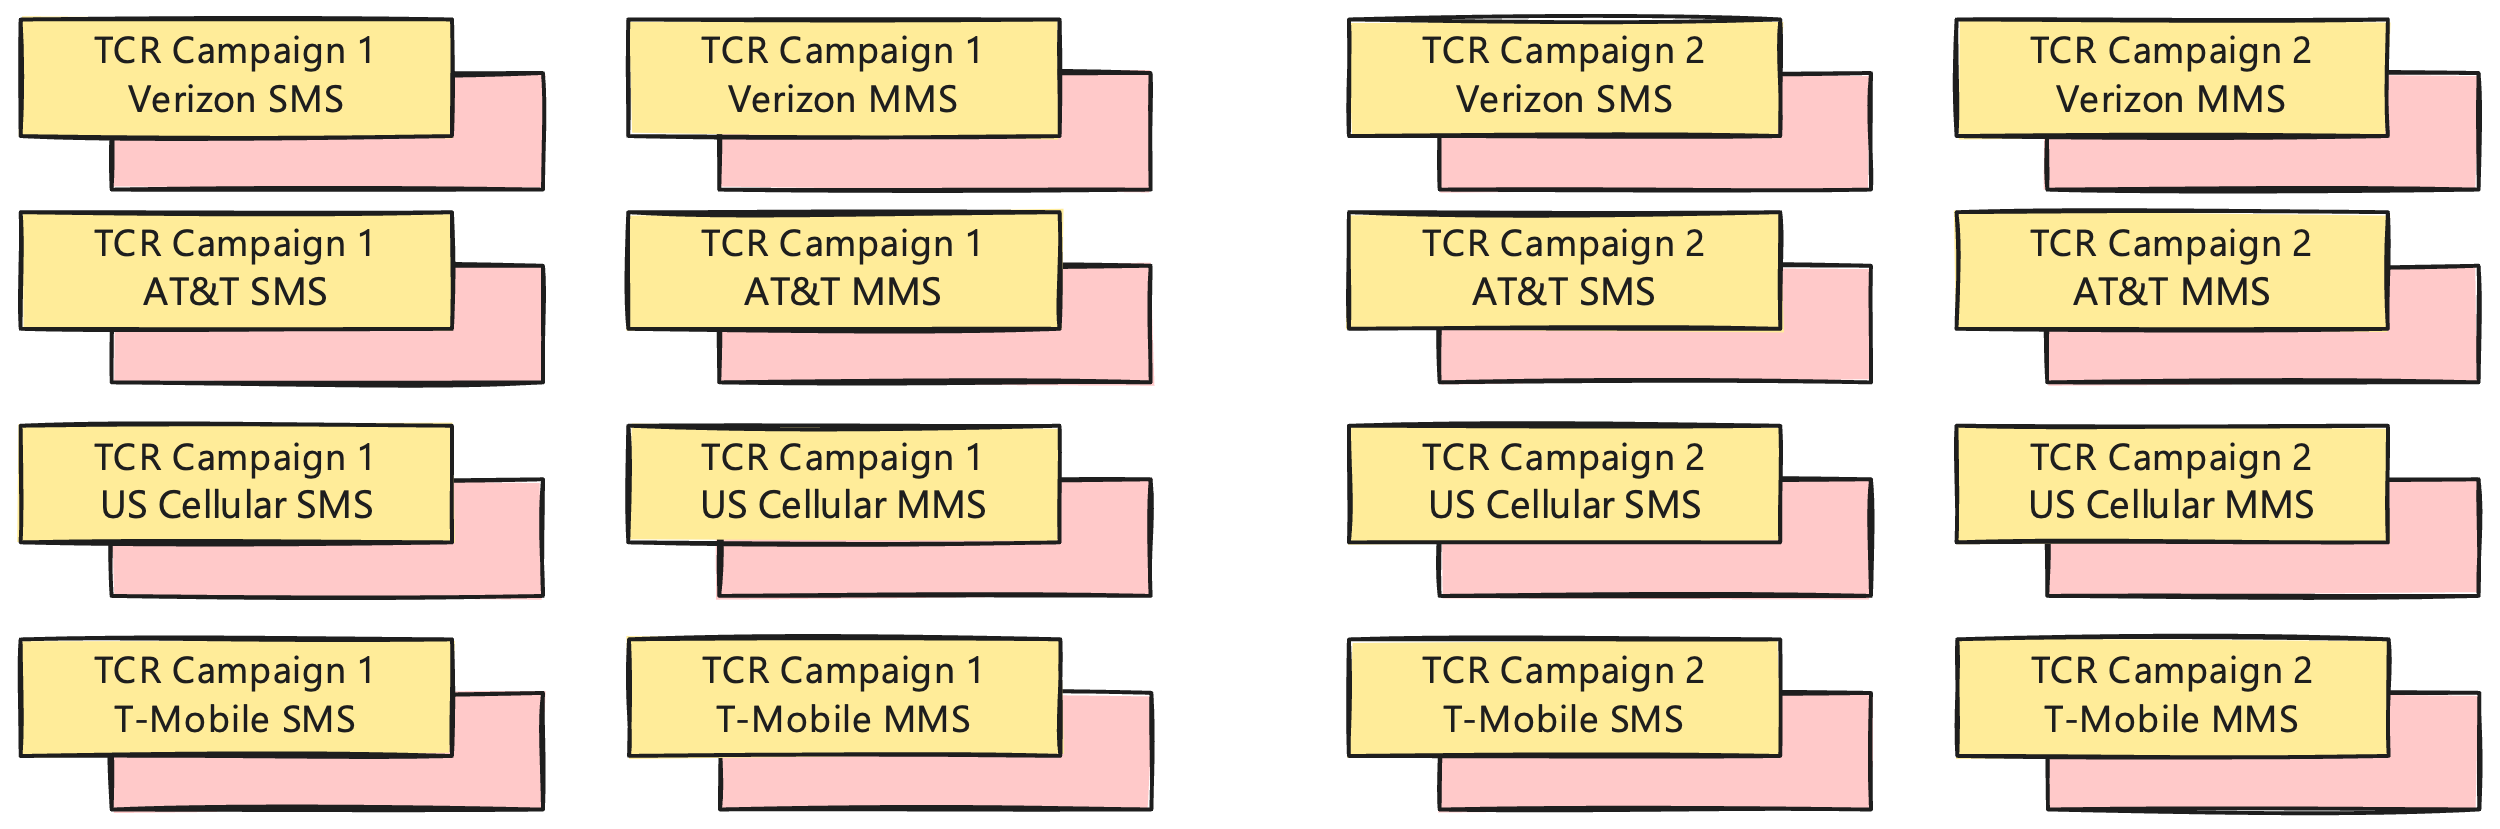 TCR Campaign 1
Verizon SMS
TCR Campaign 1
Verizon MMS
TCR Campaign 2
Verizon SMS
TCR Campaign 2
Verizon MMS
TCR Campaign 1
AT&T SMS
TCR Campaign 1
AT&T MMS
TCR Campaign 2
AT&T SMS
TCR Campaign 2
AT&T MMS
TCR Campaign 1
US Cellular SMS
TCR Campaign 1
US Cellular MMS
TCR Campaign 2
US Cellular SMS
TCR Campaign 2
US Cellular MMS
TCR Campaign 1
T-Mobile SMS
TCR Campaign 1
T-Mobile MMS
TCR Campaign 2
T-Mobile SMS
TCR Campaign 2
T-Mobile MMS